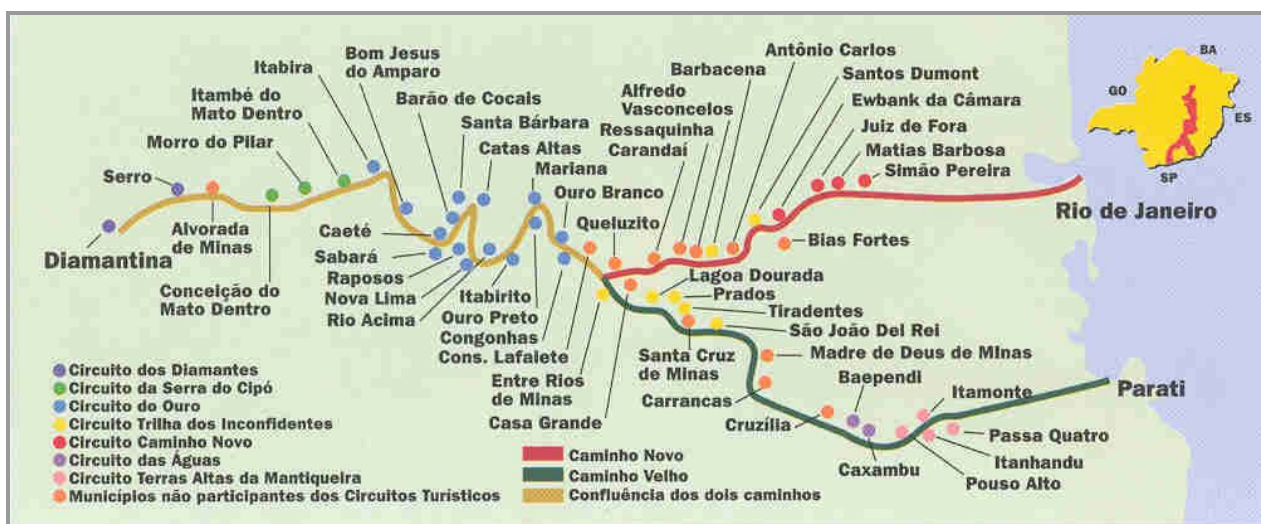 Bom Jesus
do Amparo
Itabira
Itambé do
Mato Dentro
Morro do Pilar
Serro
Barão de Cocais
Santa Bárbara
Catas Altas
Mariana
Ouro Branco
Queluzito
Alfredo
Vasconcelos
Ressaquinha
Carandaí
Barbacena
Antônio Carlos
Santos Dumont
Ewbank da Câmara
Juiz de Fora
Matias Barbosa
Simão Pereira
BA
GO
ES
SP
Rio de Janeiro
Bias Fortes
Diamantina
Alvorada
de Minas
Conceição do
Mato Dentro
Caeté
Sabará
Raposos
Nova Lima
Rio Acima
Itabirito
Ouro Preto
Congonhas
Cons. Lafaiete
Entre Rios
de Minas
Casa Grande
Lagoa Dourada
Prados
Tiradentes
São João Del Rei
Santa Cruz
de Minas
Madre de Deus de MInas
Carrancas
Cruzília
Baependi
Caxambu
Itamonte
Passa Quatro
Itanhandu
Pouso Alto
Parati
Circuito dos Diamantes
Circuito da Serra do Cipó
Circuito do Ouro
Circuito Trilha dos Inconfidentes
Circuito Caminho Novo
Circuito das Águas
Circuito Terras Altas da Mantiqueira
Municípios não participantes dos Circuitos Turísticos
Caminho Novo
Caminho Velho
Confluência dos dois caminhos